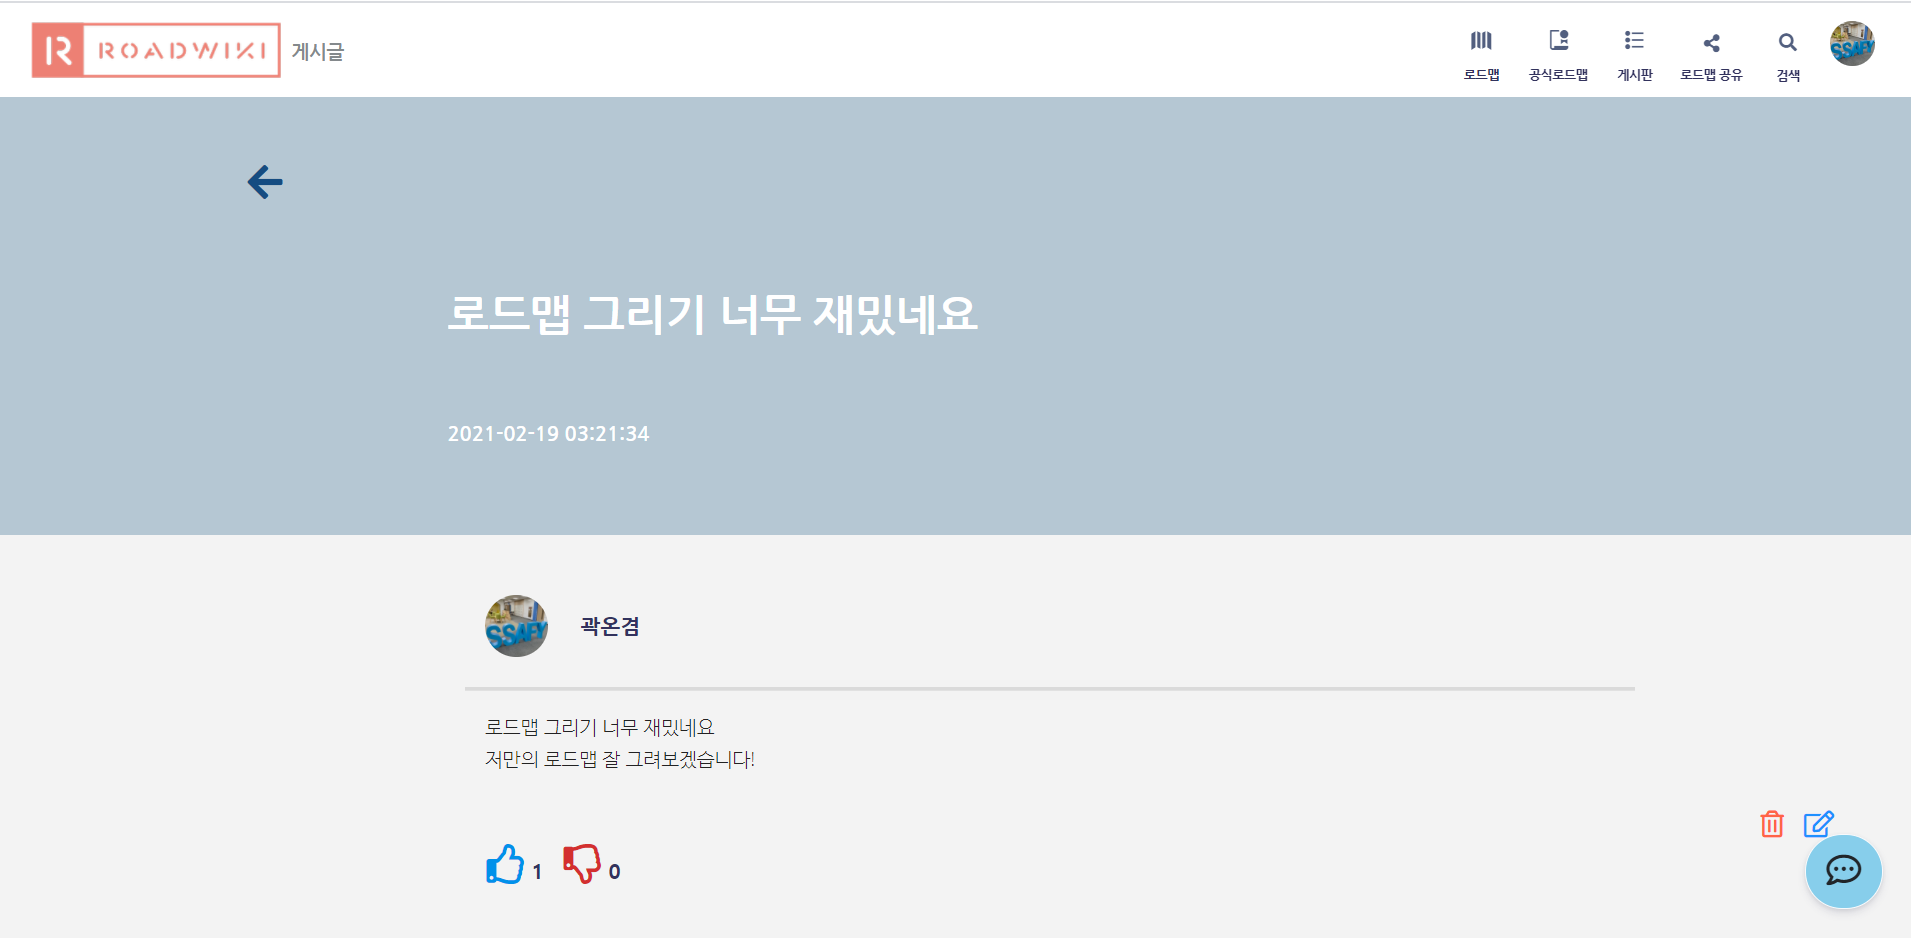 R ROADWIKI 게시글
로드맵 공식로드맵 게시판 로드맵 공유 검색
SSAFY
로드맵 그리기 너무 재밌네요
2021-02-19 03:21:34
SSAFY 곽온겸
로드맵 그리기 너무 재밌네요
저만의 로드맵 잘 그려보겠습니다!
1 0